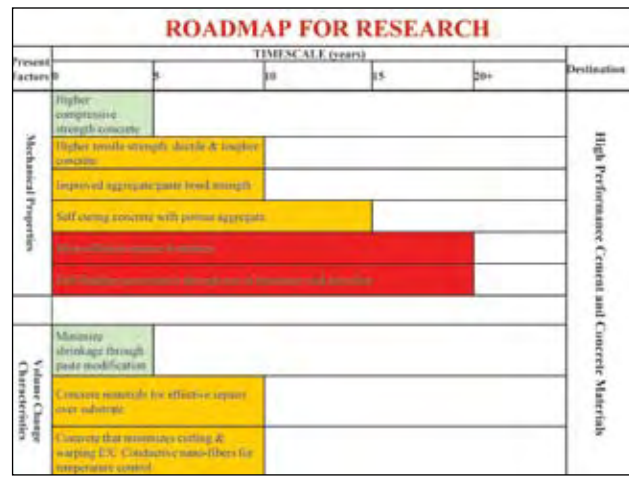 ROADMAP FOR RESEARCH
TIMESCALE (years)
Present
Factors
0
5
10
15
20+
Destination
Mechanical Properties
Higher
compressive
strength concrete
Higher tensile strength, ductile & tougher
concrete
Improved aggregate/paste bond strength
Self curing concrete with porous aggregate
High Performance Cement and Concrete Materials
Volume Change
Characteristics
Minimize
shrinkage through
paste modification
Concrete materials for effective repairs
over substrate
Concrete that minimizes curling &
warping EX: Conductive nano-fibers for
temperature control